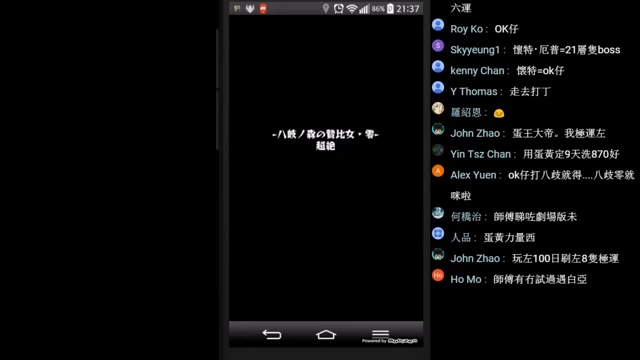 86% 21:37
-八岐ノ森の贄比女・零-
超絶
Powered by Mobizen
六運
Roy Ko : OK仔
Skyyeung1 : 懷特・厄普=21層隻boss
kenny Chan : 懷特=ok仔
Y Thomas : 走去打丁
羅紹恩 :
John Zhao : 蛋王大帝。我極運左
Yin Tsz Chan : 用蛋黃定9天洗870好
Alex Yuen : ok仔打八歧就得....八歧零就
咪啦
何橋治 : 師傅睇咗劇場版未
人品 : 蛋黃力量西
John Zhao : 玩左100日刷左8隻極運
Ho Mo : 師傅有冇試過遇白亞